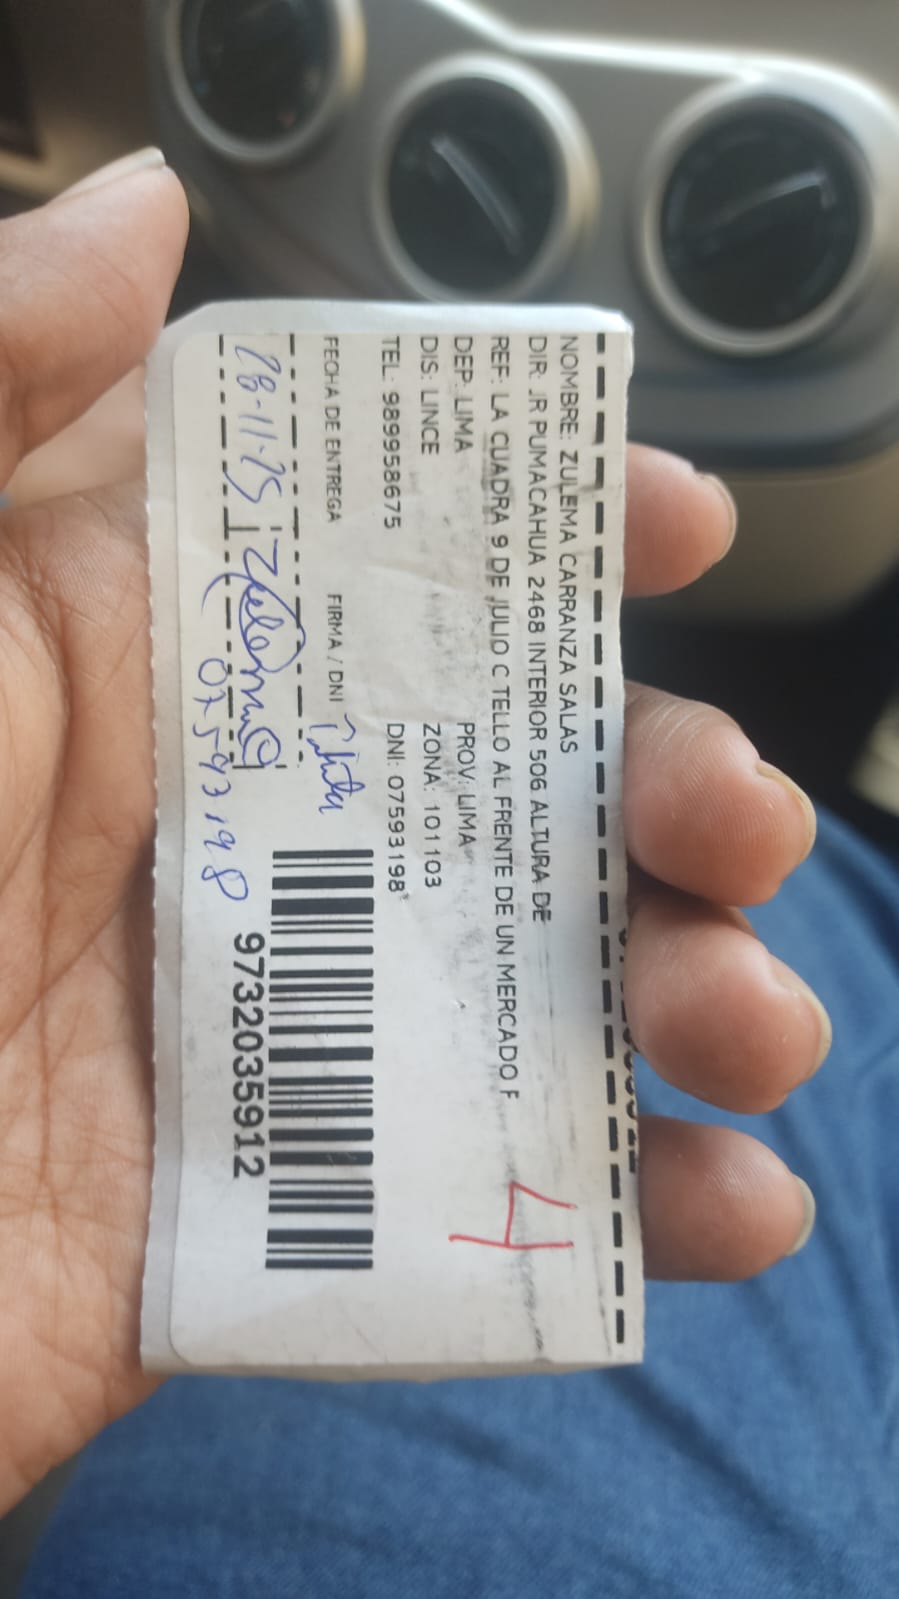 NOMBRE: ZULEMA CARRANZA SALAS
DIR: JR PUMACAHUA 2468 INTERIOR 506 ALTURA DE
REF: LA CUADRA 9 DE JULIO C TELLO AL FRENTE DE UN MERCADO F
DEP: LIMA PROV: LIMA
DIS: LINCE ZONA: 101103
TEL: 989958675 DNI: 07593198
4
FECHA DE ENTREGA FIRMA / DNI
28-11-25 Zulema
07593198
9732035912